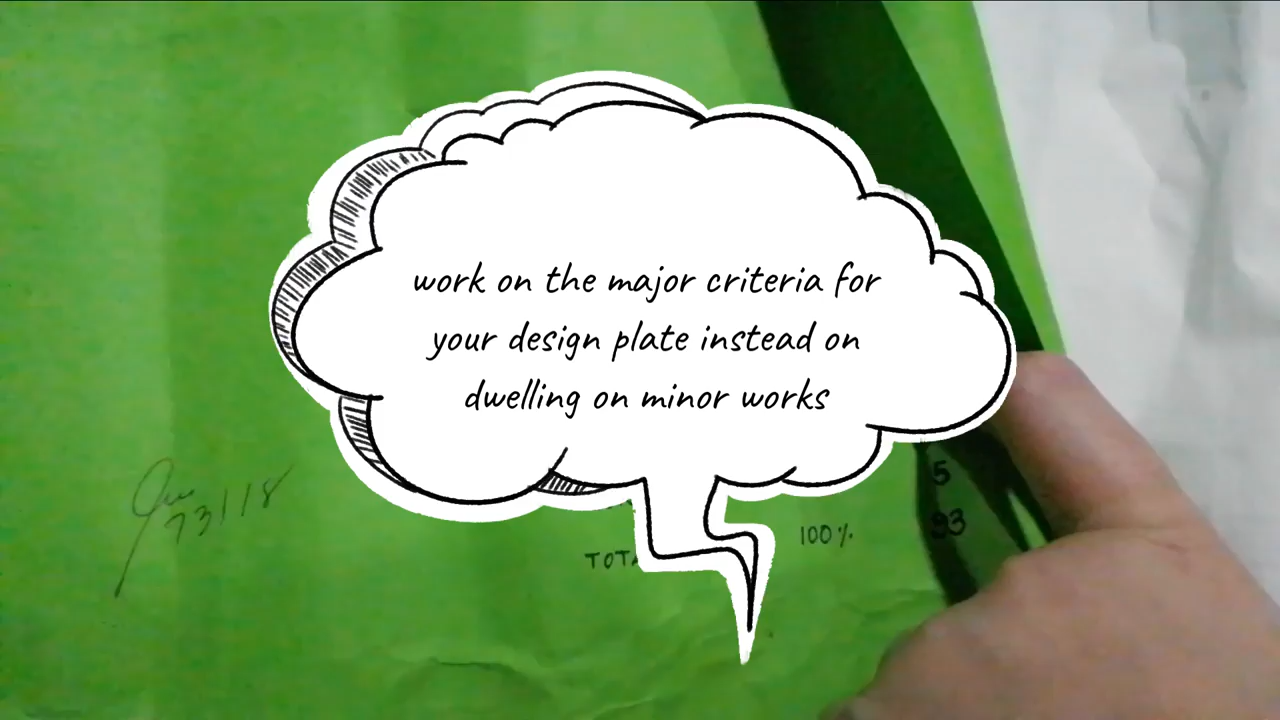 work on the major criteria for
your design plate instead on
dwelling on minor works
5
100%
93
TOTA
73118